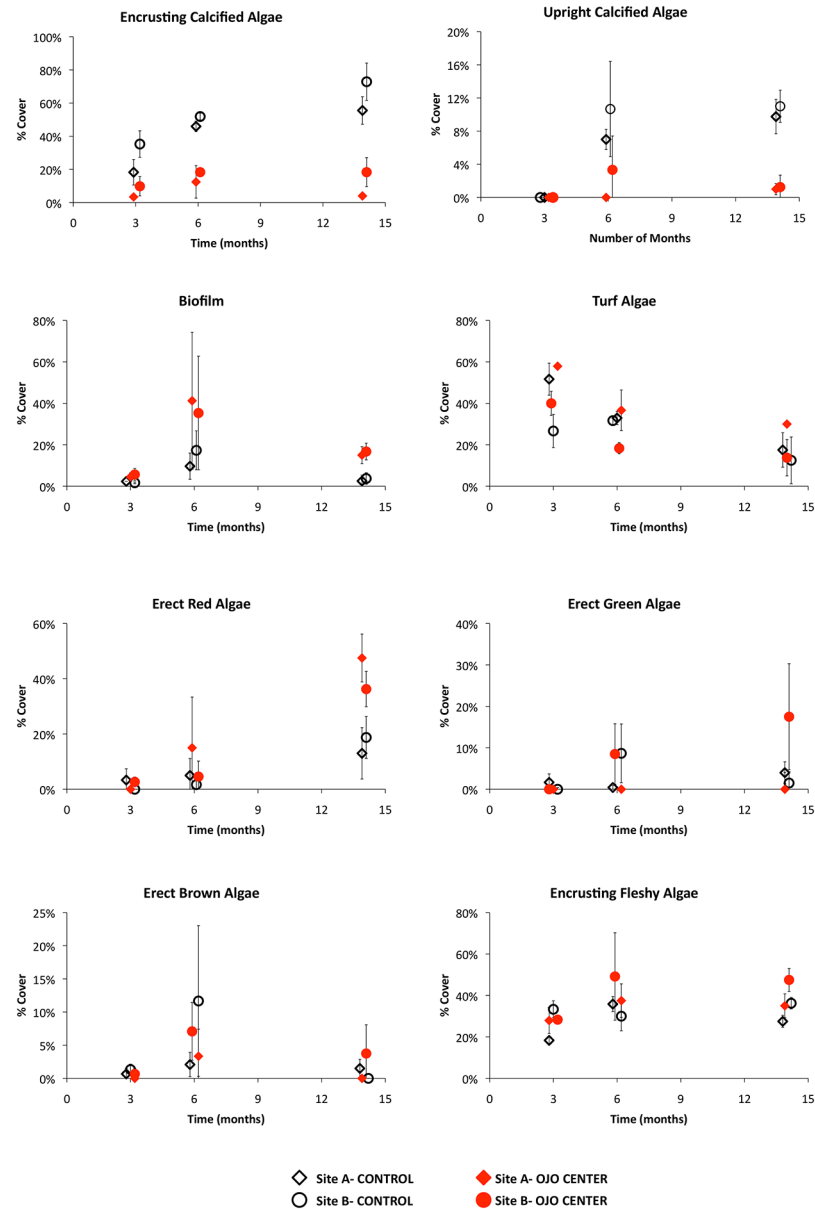 Encrusting Calcified Algae
100%
80%
60%
40%
20%
0%
% Cover
0 3 6 9 12 15
Time (months)
Upright Calcified Algae
20%
16%
12%
8%
4%
0%
% Cover
0 3 6 9 12 15
Number of Months
Biofilm
80%
60%
40%
20%
0%
% Cover
0 3 6 9 12 15
Time (months)
Turf Algae
80%
60%
40%
20%
0%
% Cover
0 3 6 9 12 15
Time (months)
Erect Red Algae
60%
40%
20%
0%
% Cover
0 3 6 9 12 15
Time (months)
Erect Green Algae
40%
30%
20%
10%
0%
% Cover
0 3 6 9 12 15
Time (months)
Erect Brown Algae
25%
20%
15%
10%
5%
0%
% Cover
0 3 6 9 12 15
Time (months)
Encrusting Fleshy Algae
80%
60%
40%
20%
0%
% Cover
0 3 6 9 12 15
Time (months)
Site A- CONTROL
Site A- OJO CENTER
Site B- CONTROL
Site B- OJO CENTER